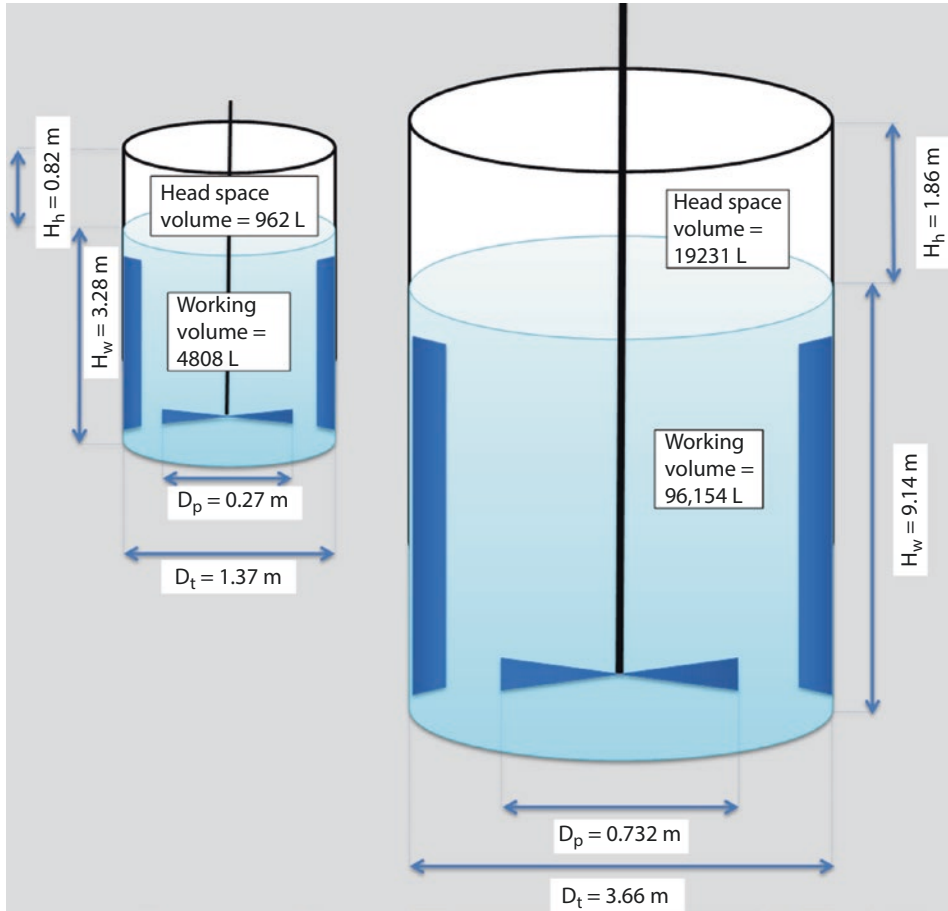 H_h = 0.82 m
Head space
volume = 962 L
H_w = 3.28 m
Working
volume =
4808 L
D_p = 0.27 m
D_t = 1.37 m
Head space
volume =
19231 L
H_h = 1.86 m
Working
volume =
96,154 L
H_w = 9.14 m
D_p = 0.732 m
D_t = 3.66 m